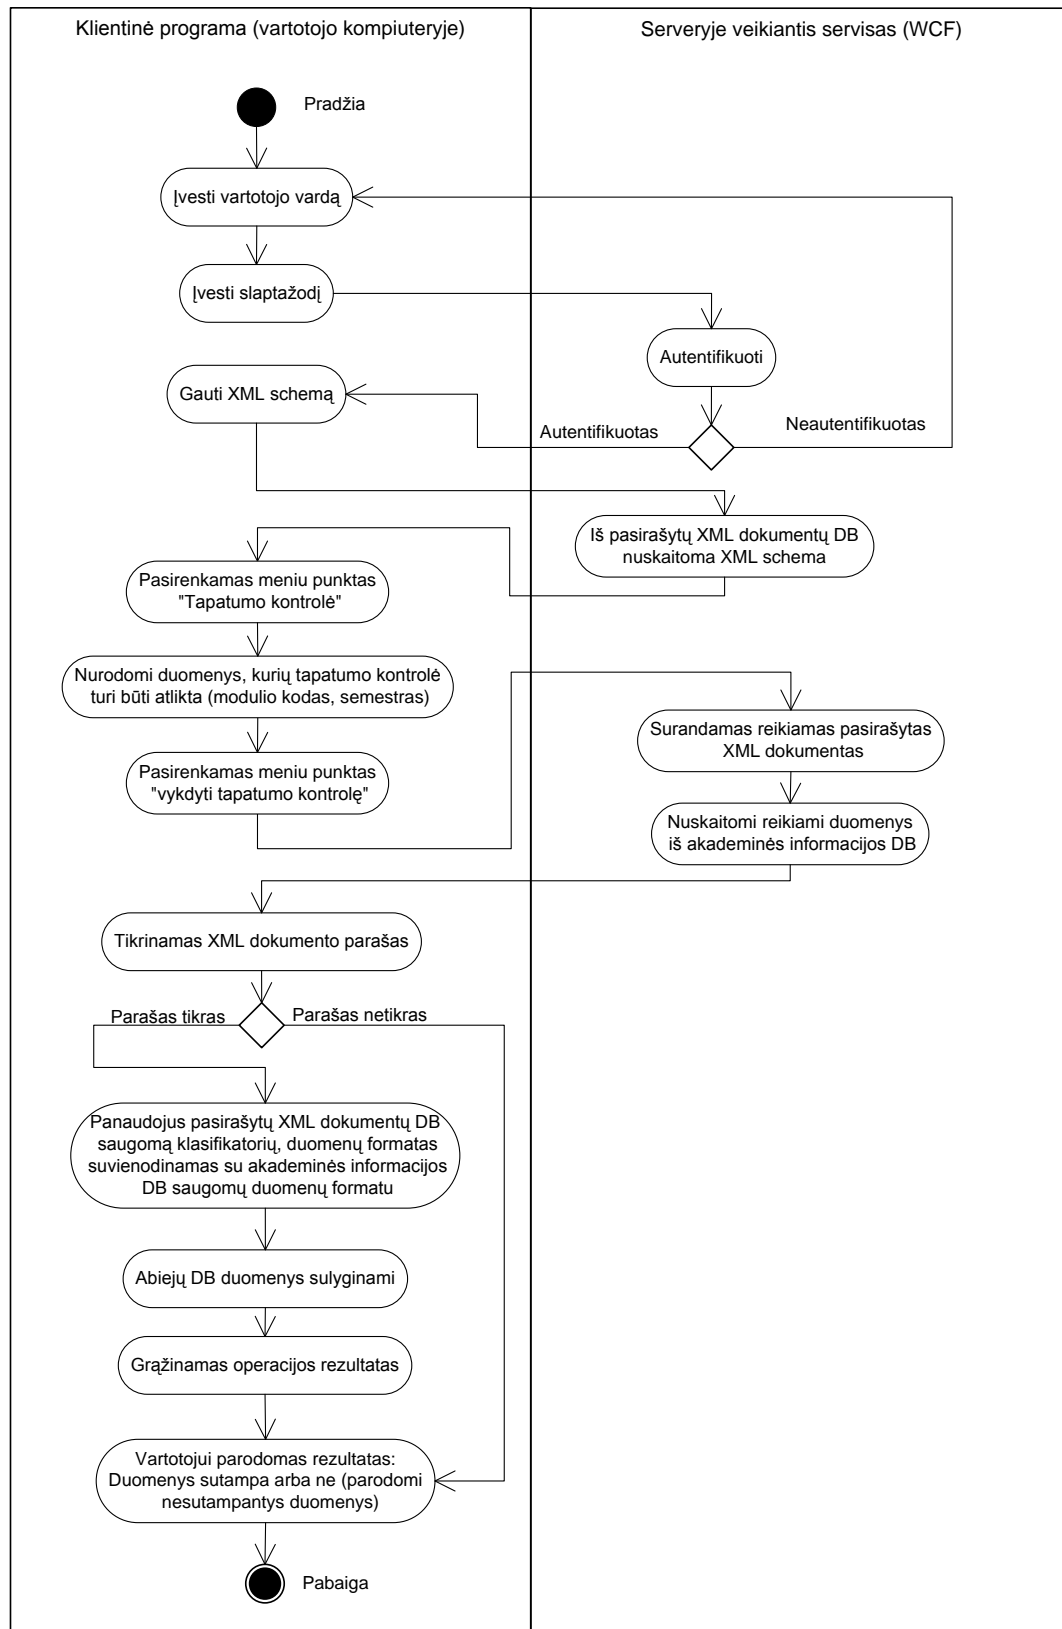 Klientinė programa (vartotojo kompiuteryje)
Serveryje veikiantis servisas (WCF)
Pradžia
Įvesti vartotojo vardą
Įvesti slaptažodį
Autentifikuoti
Gauti XML schemą
Autentifikuotas
Neautentifikuotas
Iš pasirašytų XML dokumentų DB
nuskaitoma XML schema
Pasirenkamas meniu punktas
"Tapatumo kontrolė"
Nurodomi duomenys, kurių tapatumo kontrolė
turi būti atlikta (modulio kodas, semestras)
Surandamas reikiamas pasirašytas
XML dokumentas
Pasirenkamas meniu punktas
"vykdyti tapatumo kontrolę"
Nuskaitomi reikiami duomenys
iš akademinės informacijos DB
Tikrinamas XML dokumento parašas
Parašas tikras
Parašas netikras
Panaudojus pasirašytų XML dokumentų DB
saugomą klasifikatorių, duomenų formatas
suvienodinamas su akademinės informacijos
DB saugomų duomenų formatu
Abiejų DB duomenys sulyginami
Grąžinamas operacijos rezultatas
Vartotojui parodomas rezultatas:
Duomenys sutampa arba ne (parodomi
nesutampantys duomenys)
Pabaiga